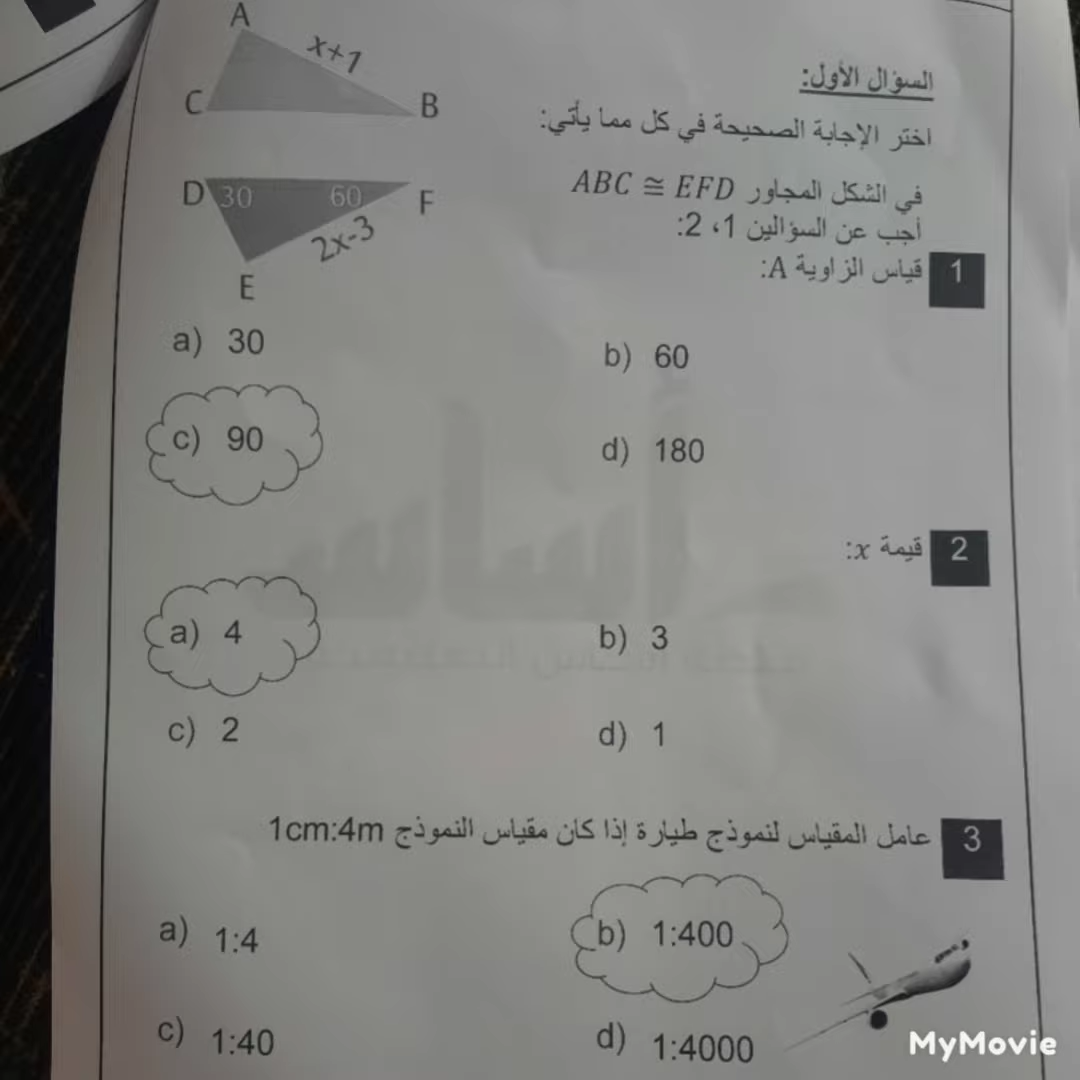 السؤال الأول:
اختر الإجابة الصحيحة في كل مما يأتي:
في الشكل المجاور ABC ≅ EFD
أجب عن السؤالين 1، 2:
A
x+1
C
B
D
30
60
F
2x-3
E
1 قياس الزاوية A:
a) 30
b) 60
c) 90
d) 180
2 قيمة x:
a) 4
b) 3
c) 2
d) 1
3 عامل المقياس لنموذج طيارة إذا كان مقياس النموذج 1cm:4m
a) 1:4
b) 1:400
c) 1:40
d) 1:4000
أساس
MyMovie